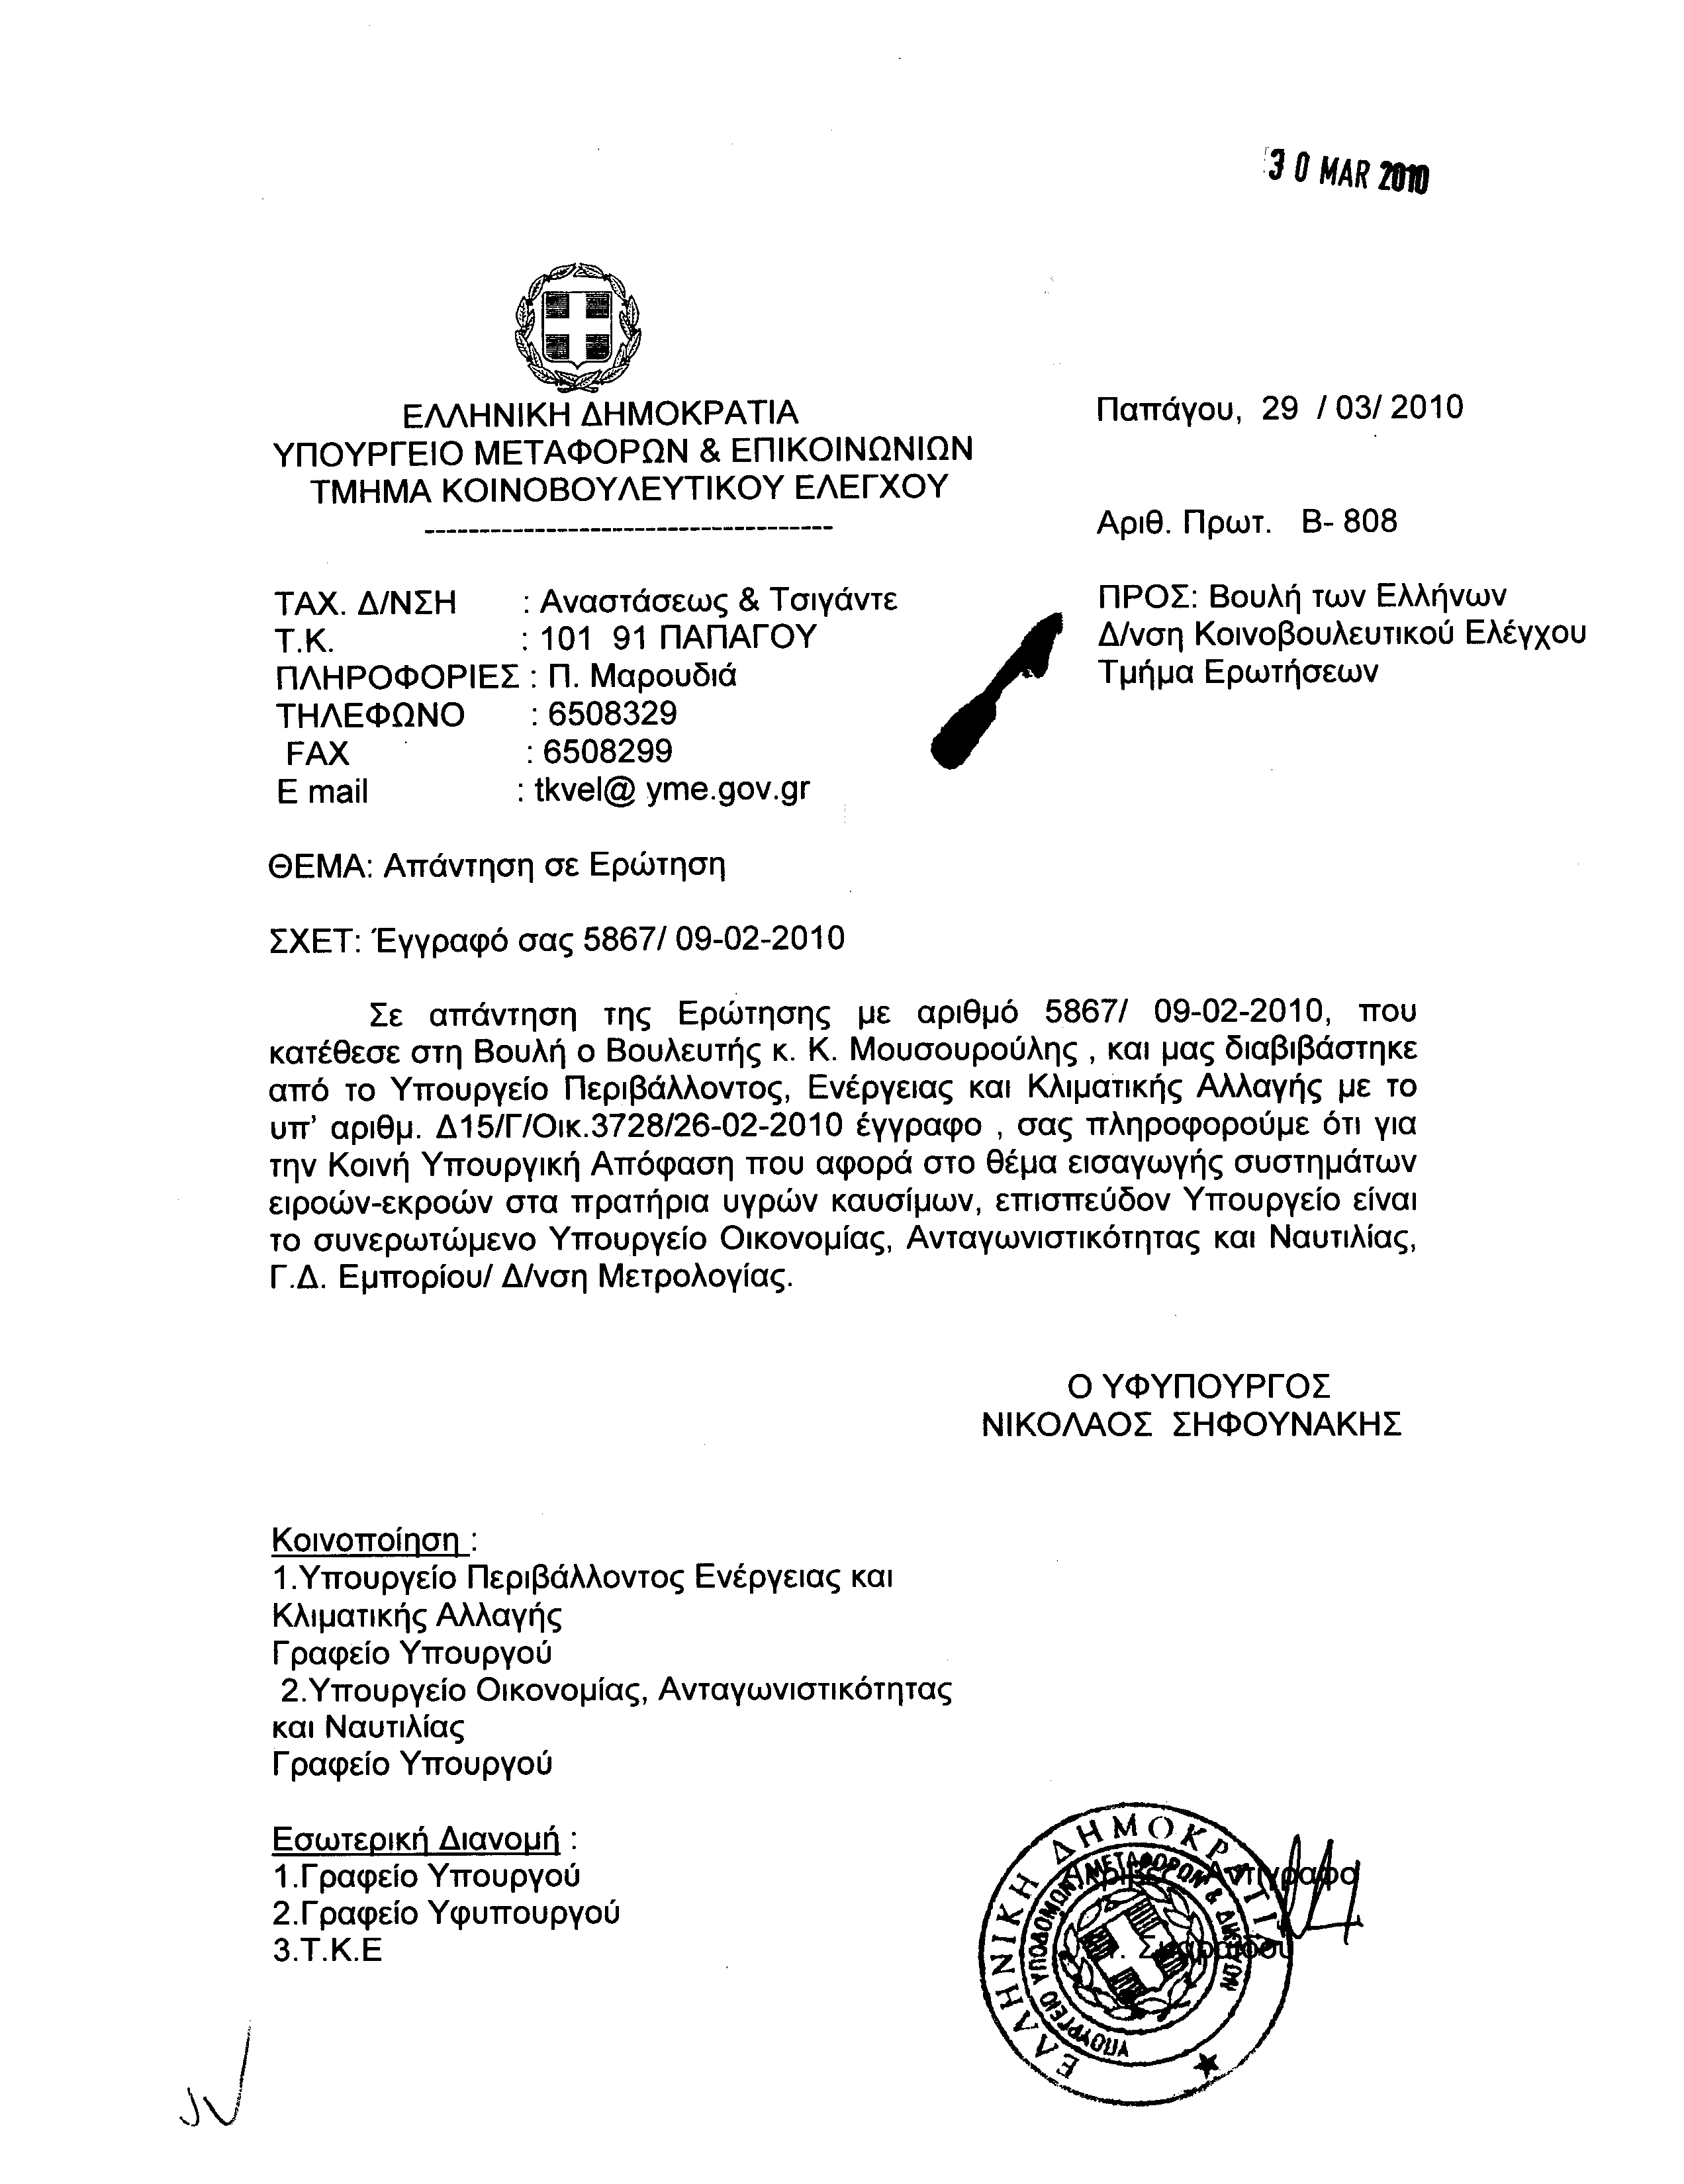 30 MAR 2010
ΕΛΛΗΝΙΚΗ ΔΗΜΟΚΡΑΤΙΑ
ΥΠΟΥΡΓΕΙΟ ΜΕΤΑΦΟΡΩΝ & ΕΠΙΚΟΙΝΩΝΙΩΝ
ΤΜΗΜΑ ΚΟΙΝΟΒΟΥΛΕΥΤΙΚΟΥ ΕΛΕΓΧΟΥ
-------------------------------------
Παπάγου, 29 / 03/ 2010
Αριθ. Πρωτ. Β- 808
ΤΑΧ. Δ/ΝΣΗ : Αναστάσεως & Τσιγάντε
Τ.Κ. : 101 91 ΠΑΠΑΓΟΥ
ΠΛΗΡΟΦΟΡΙΕΣ : Π. Μαρουδιά
ΤΗΛΕΦΩΝΟ : 6508329
FAX : 6508299
E mail : tkvel@ yme.gov.gr
ΠΡΟΣ: Βουλή των Ελλήνων
Δ/νση Κοινοβουλευτικού Ελέγχου
Τμήμα Ερωτήσεων
ΘΕΜΑ: Απάντηση σε Ερώτηση
ΣΧΕΤ: Έγγραφό σας 5867/ 09-02-2010
Σε απάντηση της Ερώτησης με αριθμό 5867/ 09-02-2010, που
κατέθεσε στη Βουλή ο Βουλευτής κ. Κ. Μουσουρούλης , και μας διαβιβάστηκε
από το Υπουργείο Περιβάλλοντος, Ενέργειας και Κλιματικής Αλλαγής με το
υπ' αριθμ. Δ15/Γ/Οικ.3728/26-02-2010 έγγραφο , σας πληροφορούμε ότι για
την Κοινή Υπουργική Απόφαση που αφορά στο θέμα εισαγωγής συστημάτων
ειροών-εκροών στα πρατήρια υγρών καυσίμων, επισπεύδον Υπουργείο είναι
το συνερωτώμενο Υπουργείο Οικονομίας, Ανταγωνιστικότητας και Ναυτιλίας,
Γ.Δ. Εμπορίου/ Δ/νση Μετρολογίας.
Ο ΥΦΥΠΟΥΡΓΟΣ
ΝΙΚΟΛΑΟΣ ΣΗΦΟΥΝΑΚΗΣ
Κοινοποίηση :
1.Υπουργείο Περιβάλλοντος Ενέργειας και
Κλιματικής Αλλαγής
Γραφείο Υπουργού
2.Υπουργείο Οικονομίας, Ανταγωνιστικότητας
και Ναυτιλίας
Γραφείο Υπουργού
Εσωτερική Διανομή :
1.Γραφείο Υπουργού
2.Γραφείο Υφυπουργού
3.Τ.Κ.Ε
ΕΛΛΗΝΙΚΗ ΔΗΜΟΚΡΑΤΙΑ
ΥΠΟΥΡΓΕΙΟ ΥΠΟΔΟΜΩΝ ΜΕΤΑΦΟΡΩΝ & ΔΙΚΤΥΩΝ
Αντίγραφο